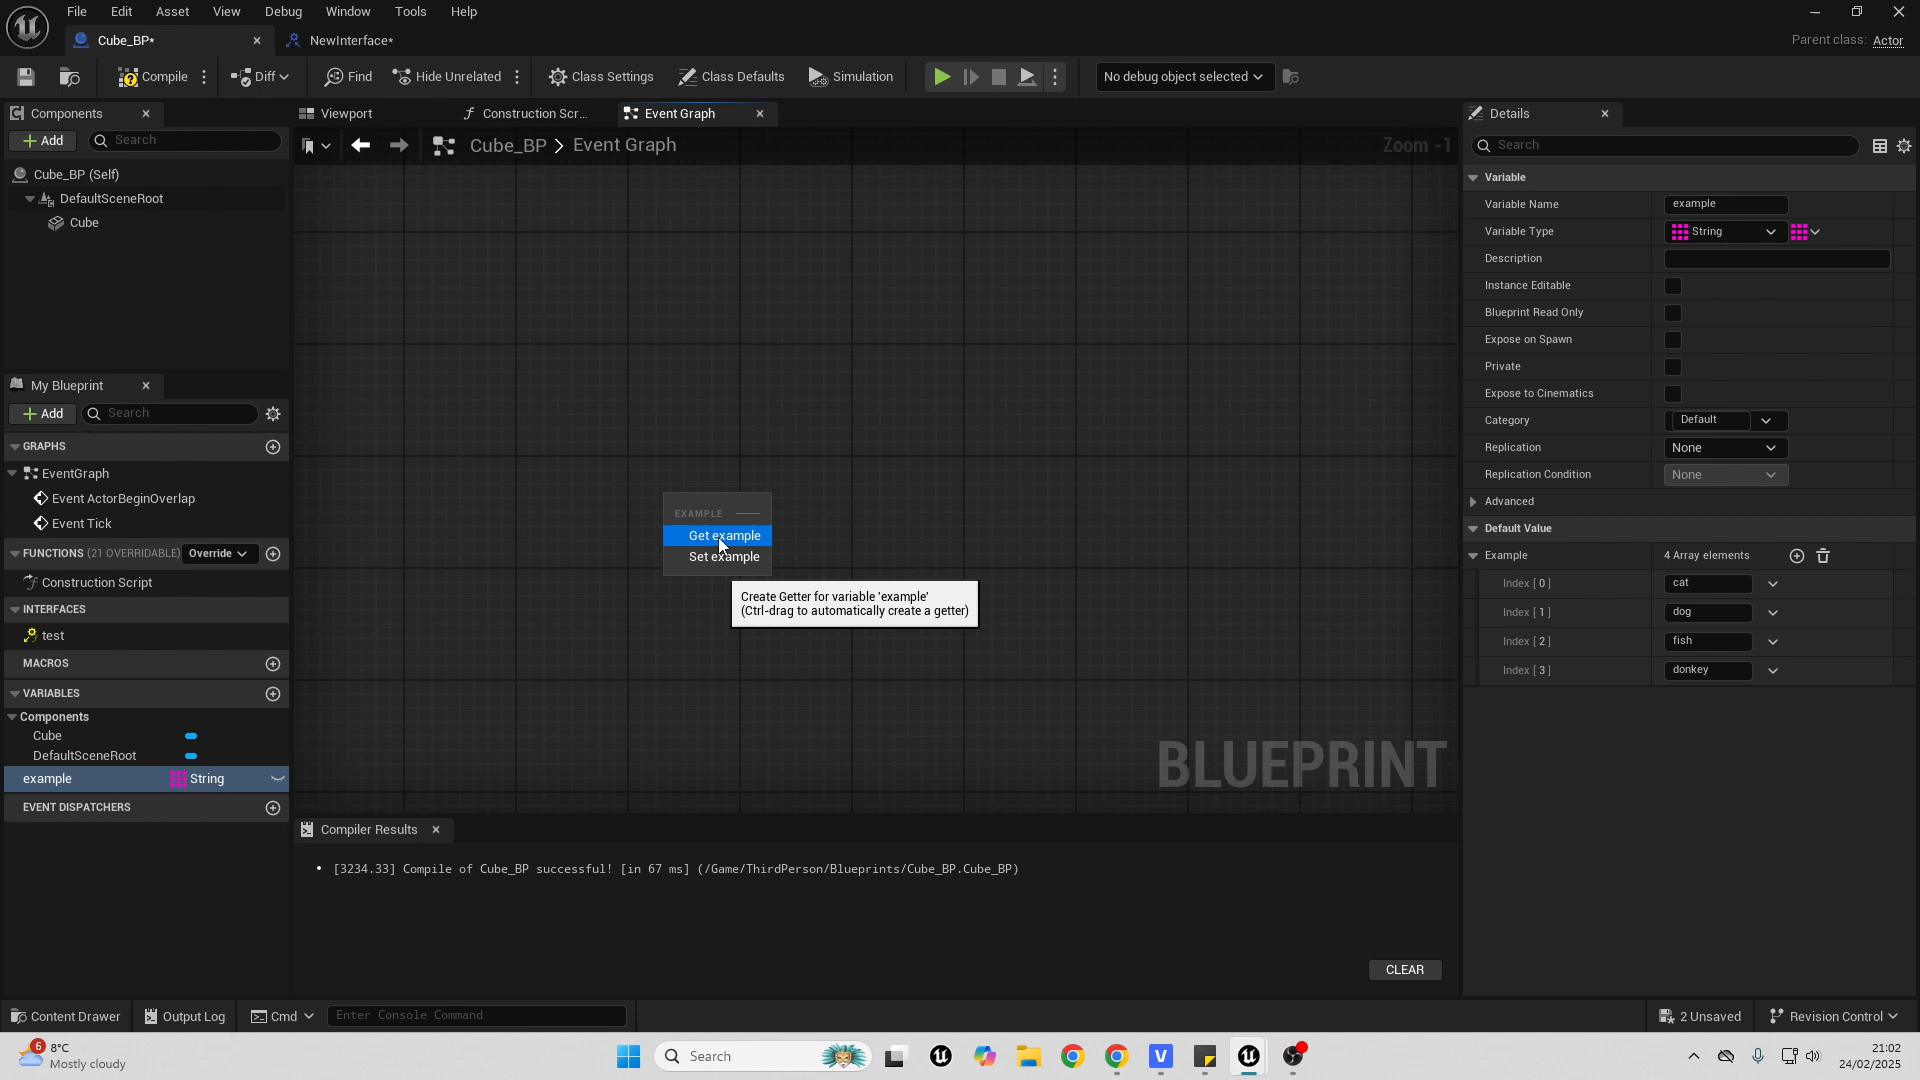 File Edit Asset View Debug Window Tools Help
Cube_BP* NewInterface*
Parent class: Actor
Compile Diff Find Hide Unrelated Class Settings Class Defaults Simulation No debug object selected
Components
Add Search
Cube_BP (Self)
DefaultSceneRoot
Cube
My Blueprint
Add Search
GRAPHS
EventGraph
Event ActorBeginOverlap
Event Tick
FUNCTIONS (21 OVERRIDABLE) Override
Construction Script
INTERFACES
test
MACROS
VARIABLES
Components
Cube
DefaultSceneRoot
example String
EVENT DISPATCHERS
Viewport Construction Scr... Event Graph
Cube_BP > Event Graph Zoom -1
EXAMPLE
Get example
Set example
Create Getter for variable 'example'
(Ctrl-drag to automatically create a getter)
BLUEPRINT
Compiler Results
• [3234.33] Compile of Cube_BP successful! [in 67 ms] (/Game/ThirdPerson/Blueprints/Cube_BP.Cube_BP)
CLEAR
Details
Search
Variable
Variable Name example
Variable Type String
Description
Instance Editable
Blueprint Read Only
Expose on Spawn
Private
Expose to Cinematics
Category Default
Replication None
Replication Condition None
Advanced
Default Value
Example 4 Array elements
Index [ 0 ] cat
Index [ 1 ] dog
Index [ 2 ] fish
Index [ 3 ] donkey
Content Drawer Output Log Cmd Enter Console Command 2 Unsaved Revision Control
6 8°C
Mostly cloudy
Search
21:02
24/02/2025